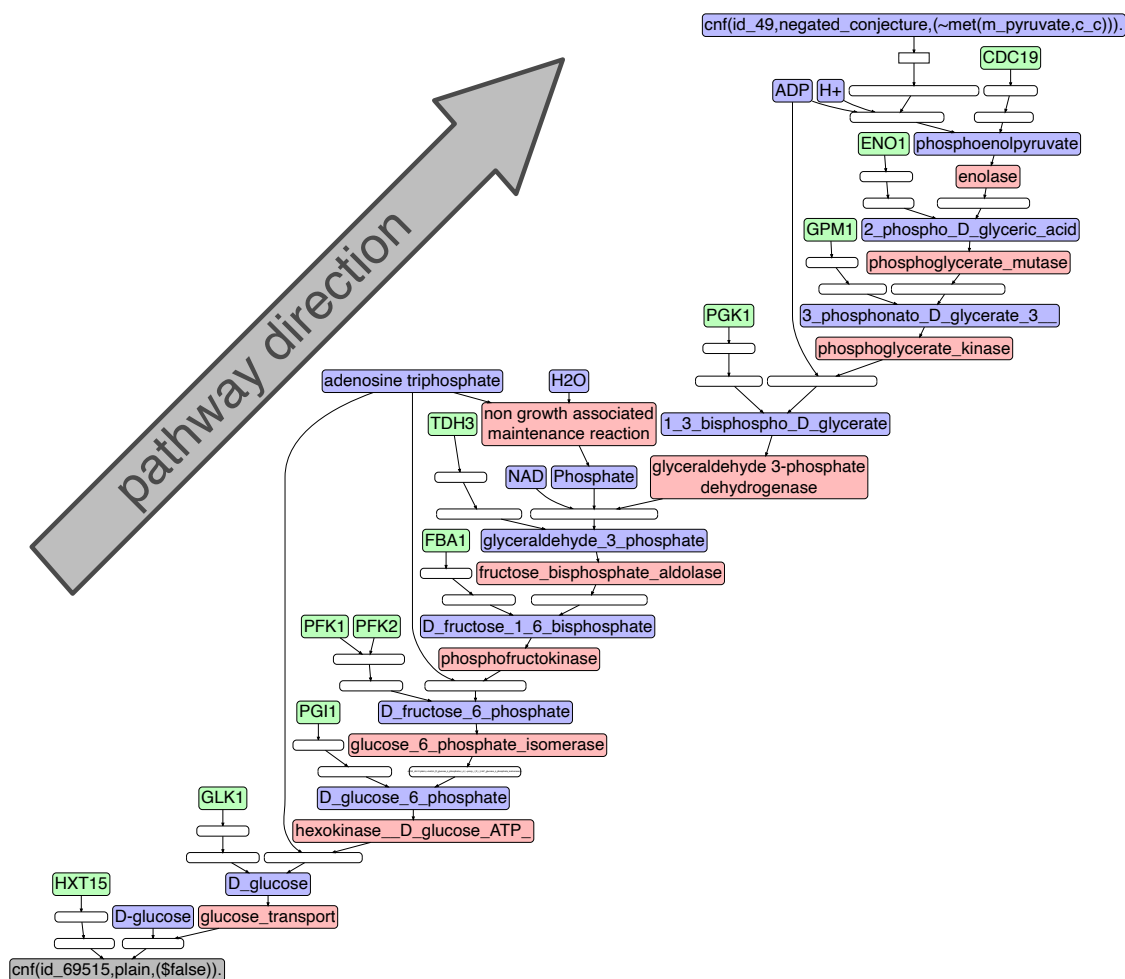 cnf(id_49,negated_conjecture,(~met(m_pyruvate,c_c))).
CDC19
ADP
H+
ENO1
phosphoenolpyruvate
enolase
GPM1
2_phospho_D_glyceric_acid
phosphoglycerate_mutase
PGK1
3_phosphonato_D_glycerate_3__
phosphoglycerate_kinase
pathway direction
adenosine triphosphate
H2O
TDH3
non growth associated
maintenance reaction
1_3_bispho_D_glycerate
NAD
Phosphate
glyceraldehyde 3-phosphate
dehydrogenase
FBA1
glyceraldehyde_3_phosphate
fructose_bisphosphate_aldolase
PFK1
PFK2
D_fructose_1_6_bisphosphate
phosphofructokinase
PGI1
D_fructose_6_phosphate
glucose_6_phosphate_isomerase
GLK1
D_glucose_6_phosphate
hexokinase__D_glucose_ATP_
HXT15
D_glucose
D-glucose
glucose_transport
cnf(id_69515,plain,($false)).